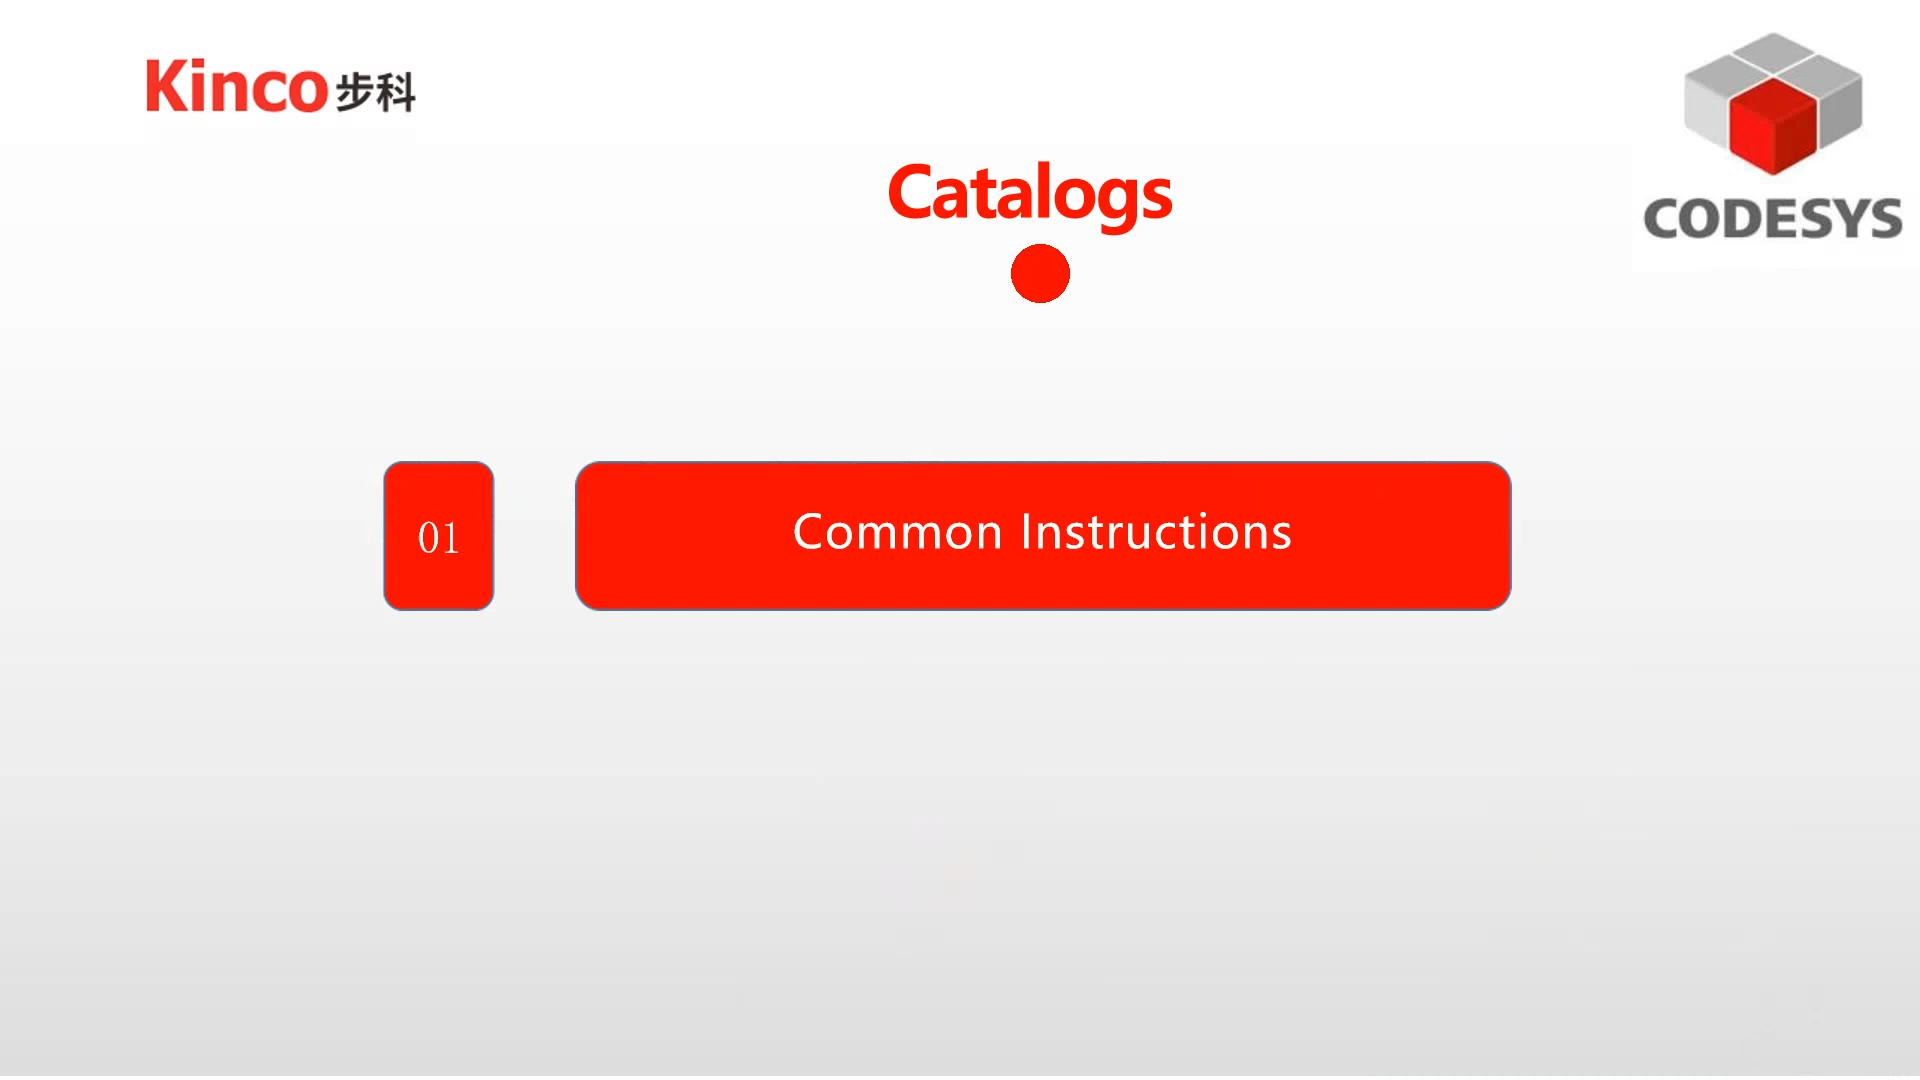 Kinco步科
CODESYS
Catalogs
01
Common Instructions